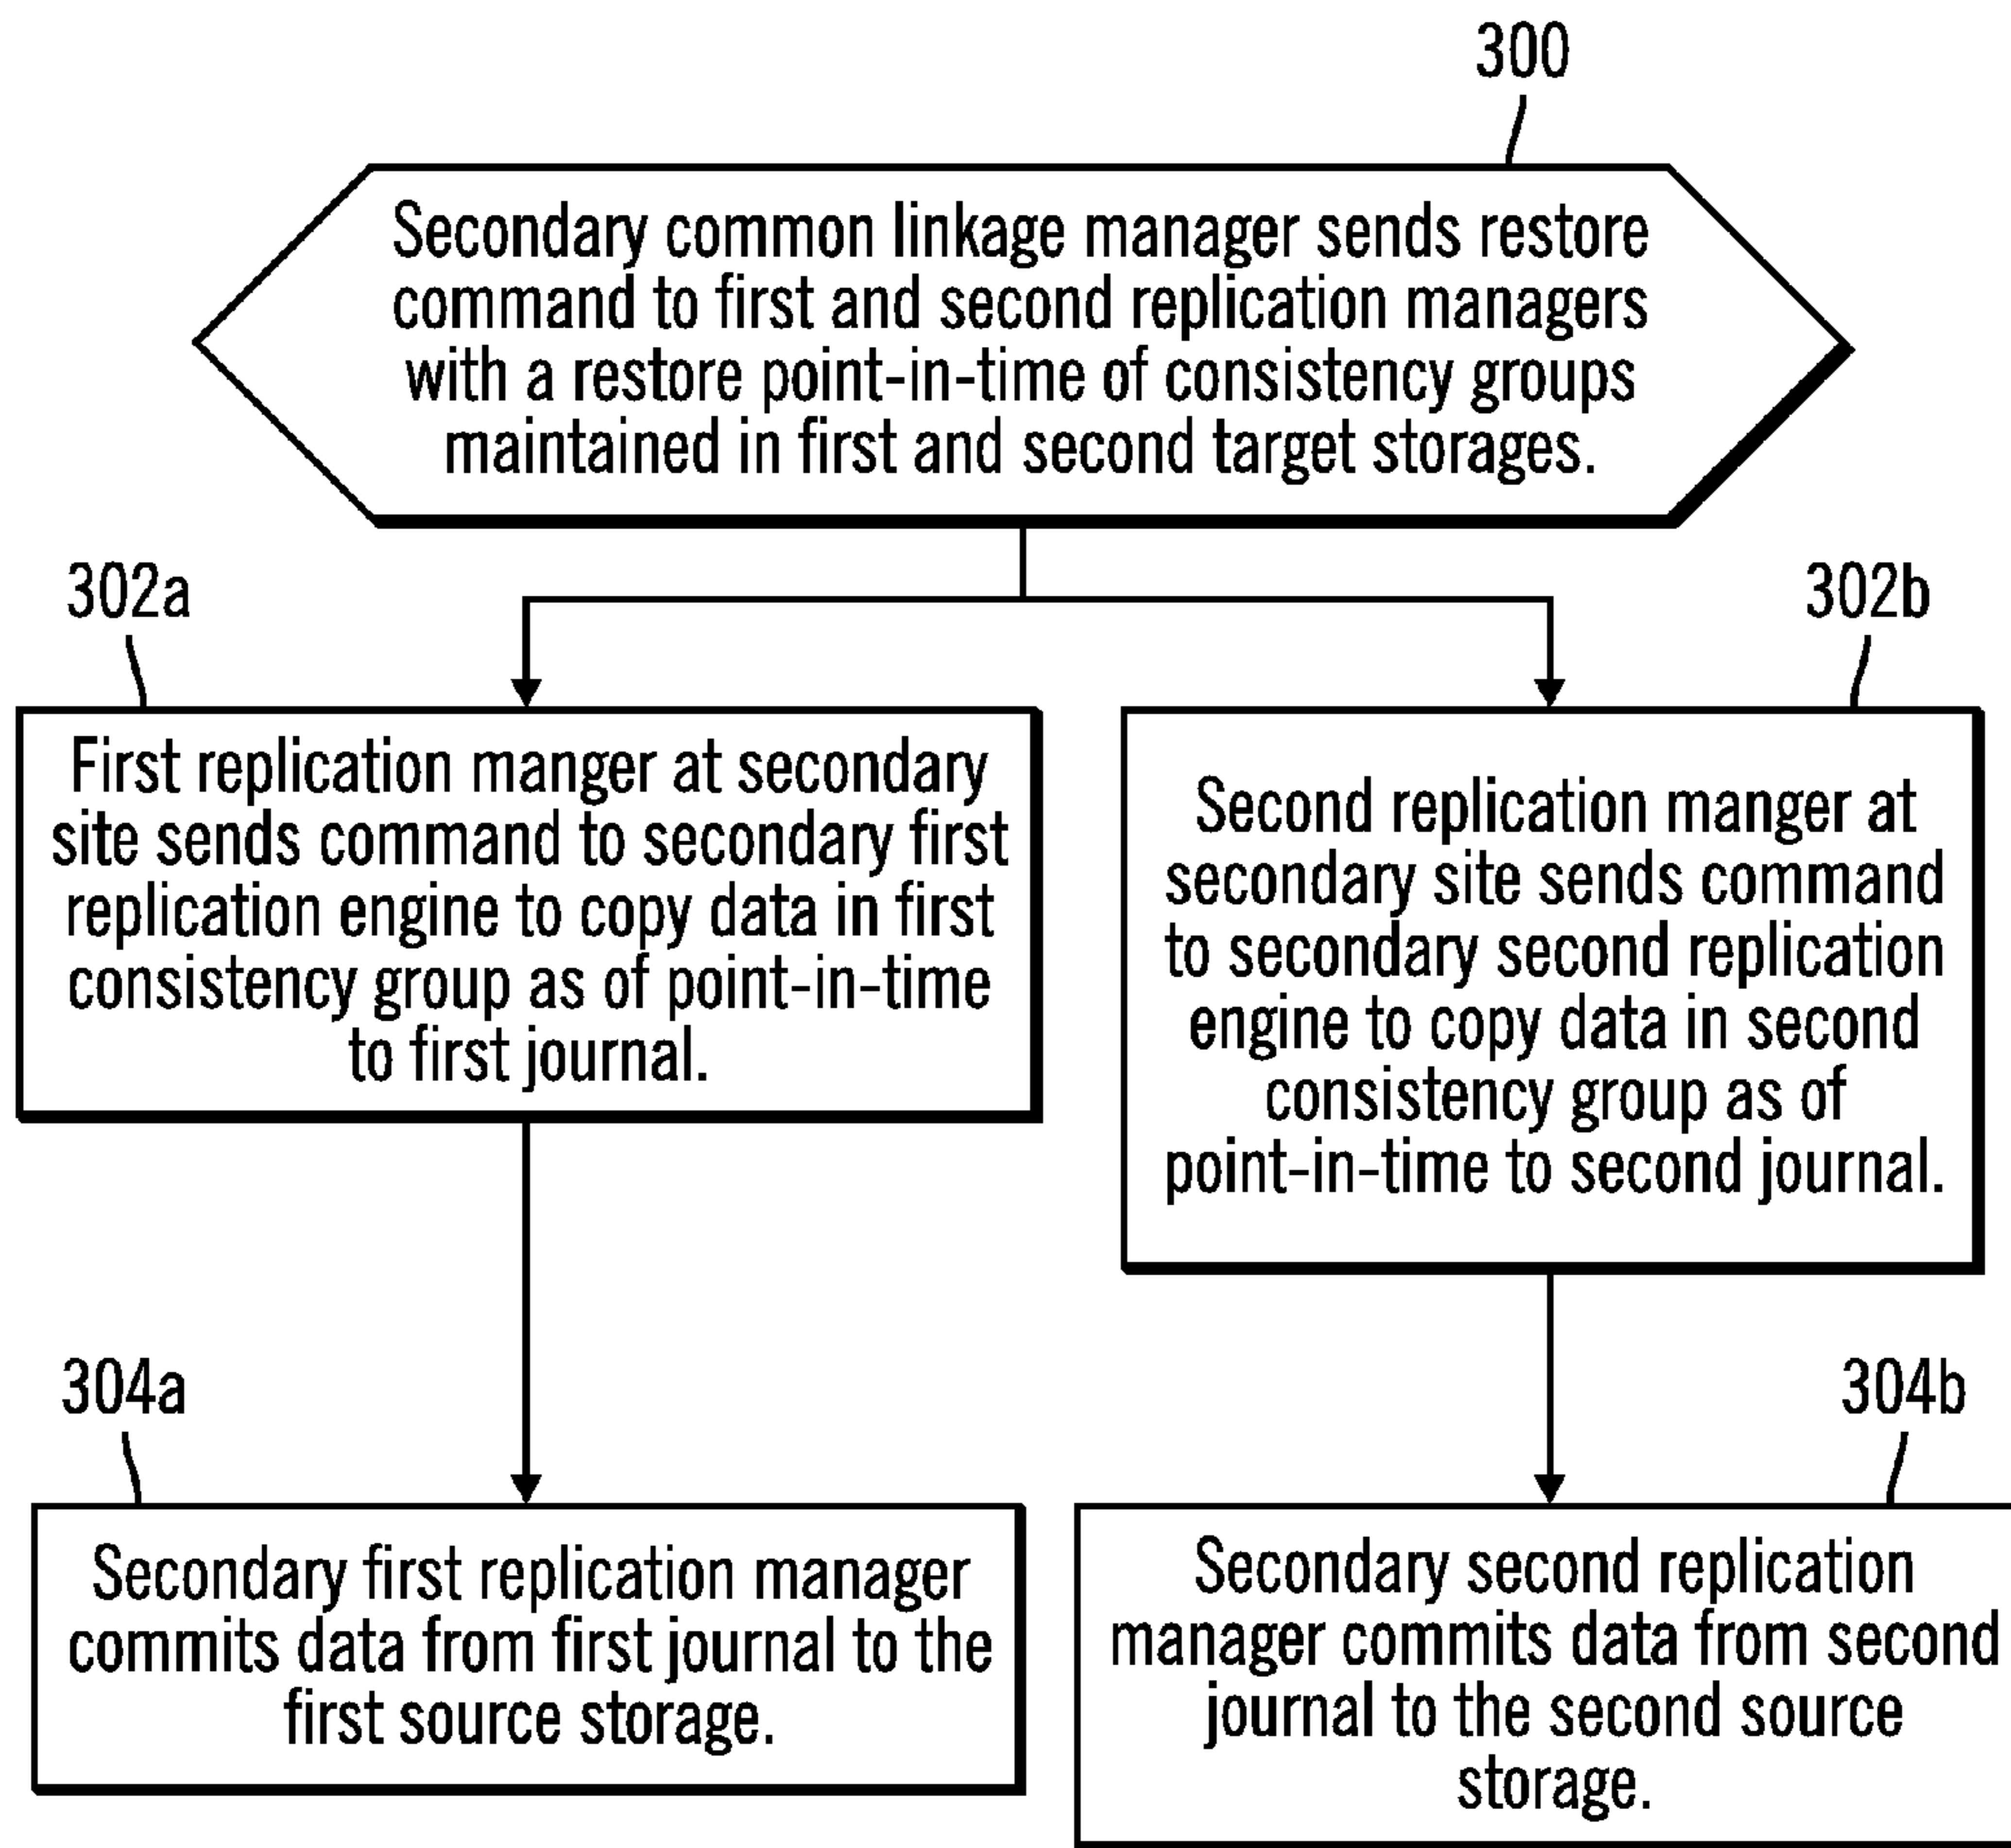 300
Secondary common linkage manager sends restore
command to first and second replication managers
with a restore point-in-time of consistency groups
maintained in first and second target storages.
302a
First replication manger at secondary
site sends command to secondary first
replication engine to copy data in first
consistency group as of point-in-time
to first journal.
302b
Second replication manger at
secondary site sends command
to secondary second replication
engine to copy data in second
consistency group as of
point-in-time to second journal.
304a
Secondary first replication manager
commits data from first journal to the
first source storage.
304b
Secondary second replication
manager commits data from second
journal to the second source
storage.